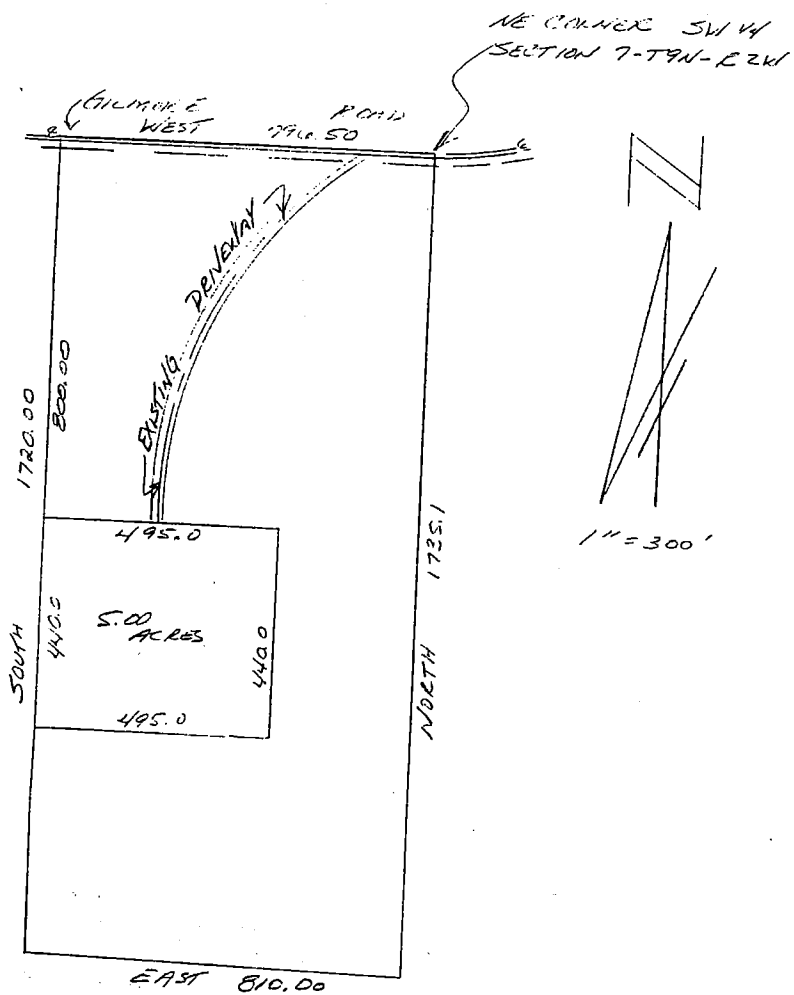 NE CORNER SW 1/4
SECTION 7-T9N-R2W
GILMORE ROAD
WEST 796.50
N
EXISTING DRIVEWAY
1720.00
800.00
495.0
1735.1
1"=300'
5.00
ACRES
440.0
440.0
SOUTH
NORTH
495.0
EAST 810.00